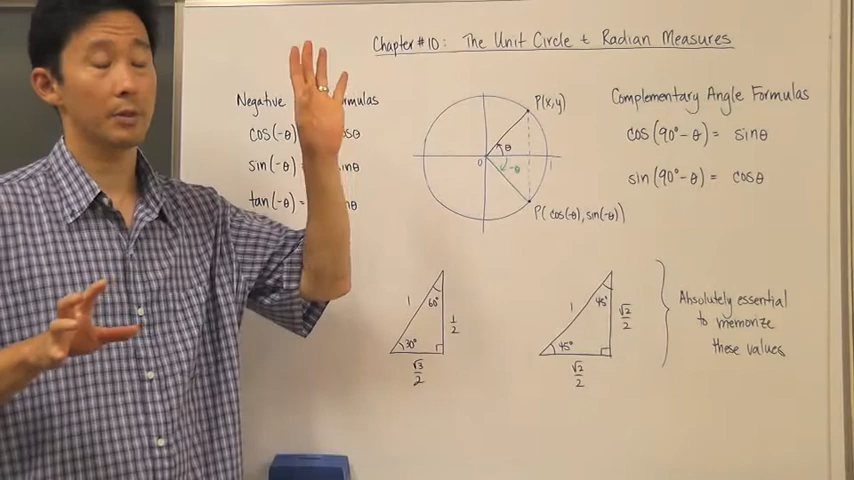 Chapter #10: The Unit Circle & Radian Measures
Negative Formulas
cos(-θ) = cosθ
sin(-θ) = sinθ
tan(-θ) = θ
P(x,y)
θ
0
-θ
1
P(cos(-θ), sin(-θ))
Complementary Angle Formulas
cos(90°-θ) = sinθ
sin(90°-θ) = cosθ
1
60°
1/2
30°
√3/2
1
45°
√2/2
45°
√2/2
Absolutely essential
to memorize
these values